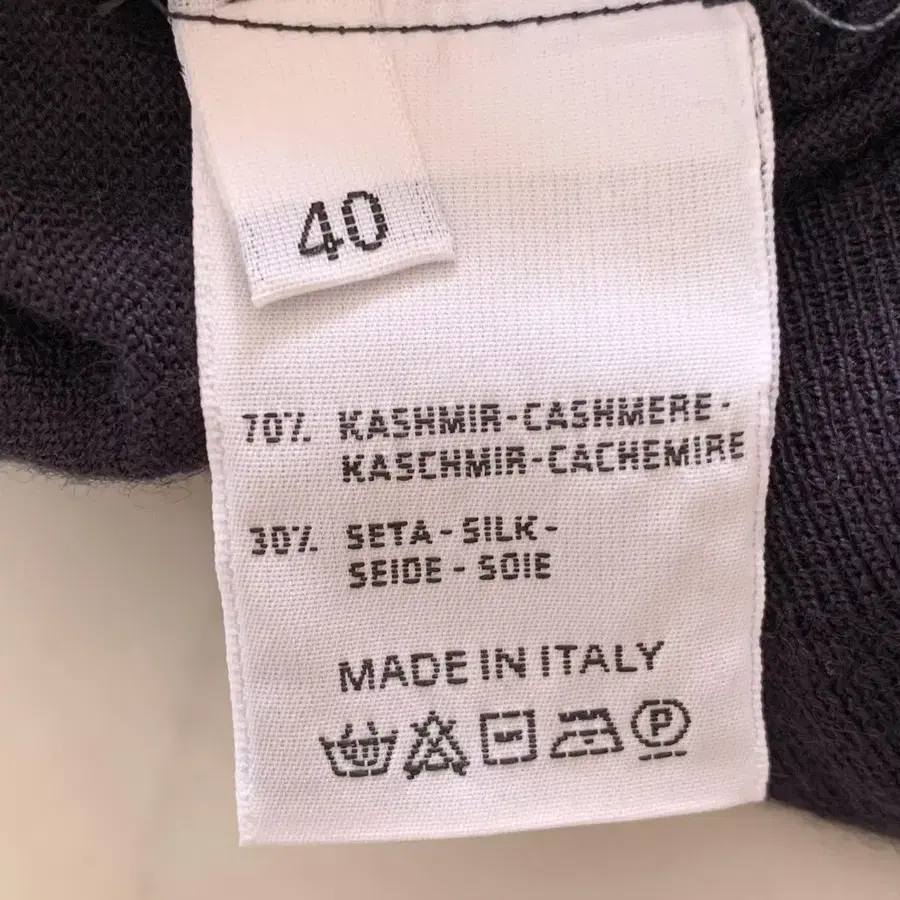 40
70% KASHMIR-CASHMERE-
KASCHMIR-CACHEMIRE
30% SETA-SILK-
SEIDE-SOIE
MADE IN ITALY
P